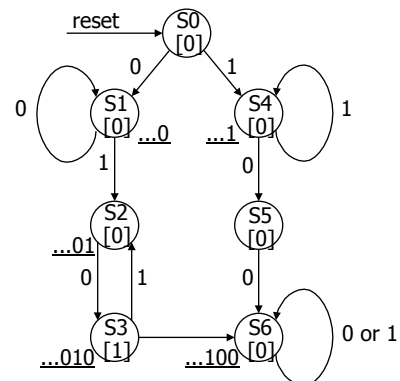 reset
S0
[0]
0
1
0
S1
[0]
...0
S4
[0]
...1
1
1
0
S2
[0]
...01
S5
[0]
0
1
0
S3
[1]
...010
S6
[0]
...100
0 or 1